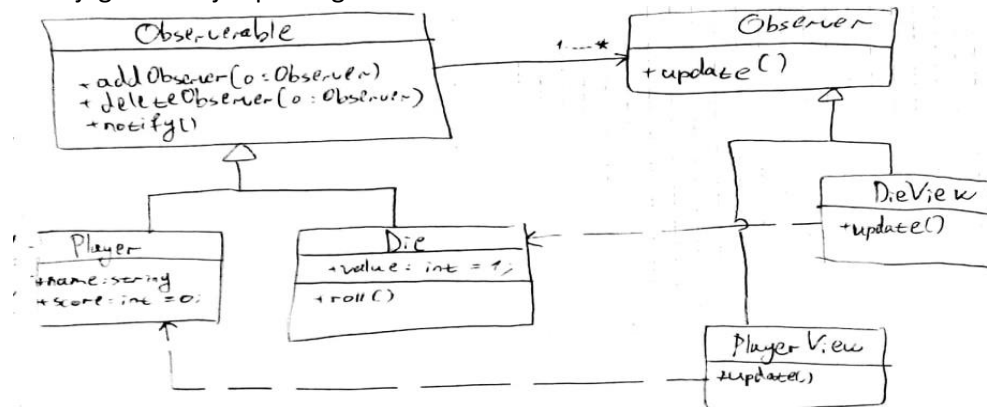 Observerable
+ addObserver(o: Observer)
+ deleteObserver(o: Observer)
+notify()
1....*
Observer
+update()
Player
+name: string
+score: int = 0;
Die
+value: int = 1;
+roll()
DieView
+update()
Player View
+update()